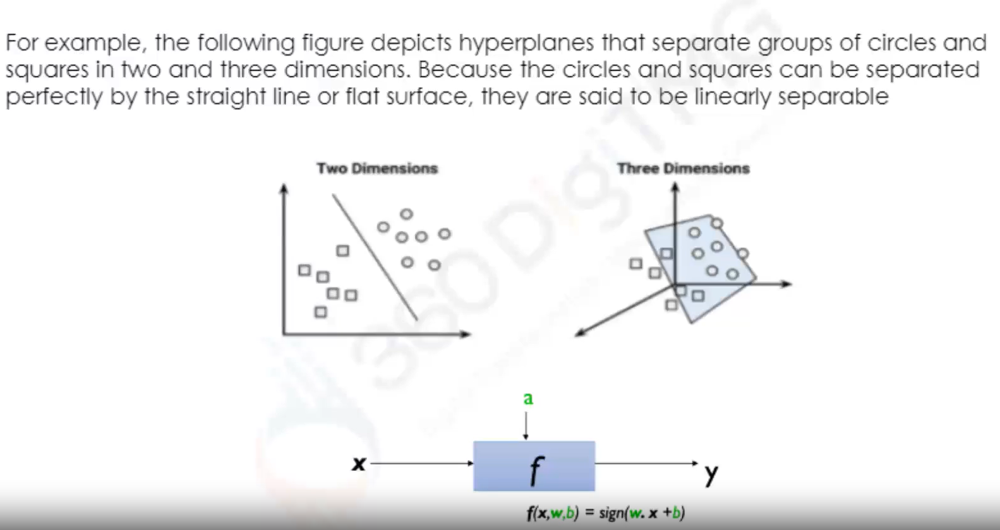 For example, the following figure depicts hyperplanes that separate groups of circles and
squares in two and three dimensions. Because the circles and squares can be separated
perfectly by the straight line or flat surface, they are said to be linearly separable
Two Dimensions
Three Dimensions
360DigiTMG
a
x
f
y
f(x,w,b) = sign(w. x +b)